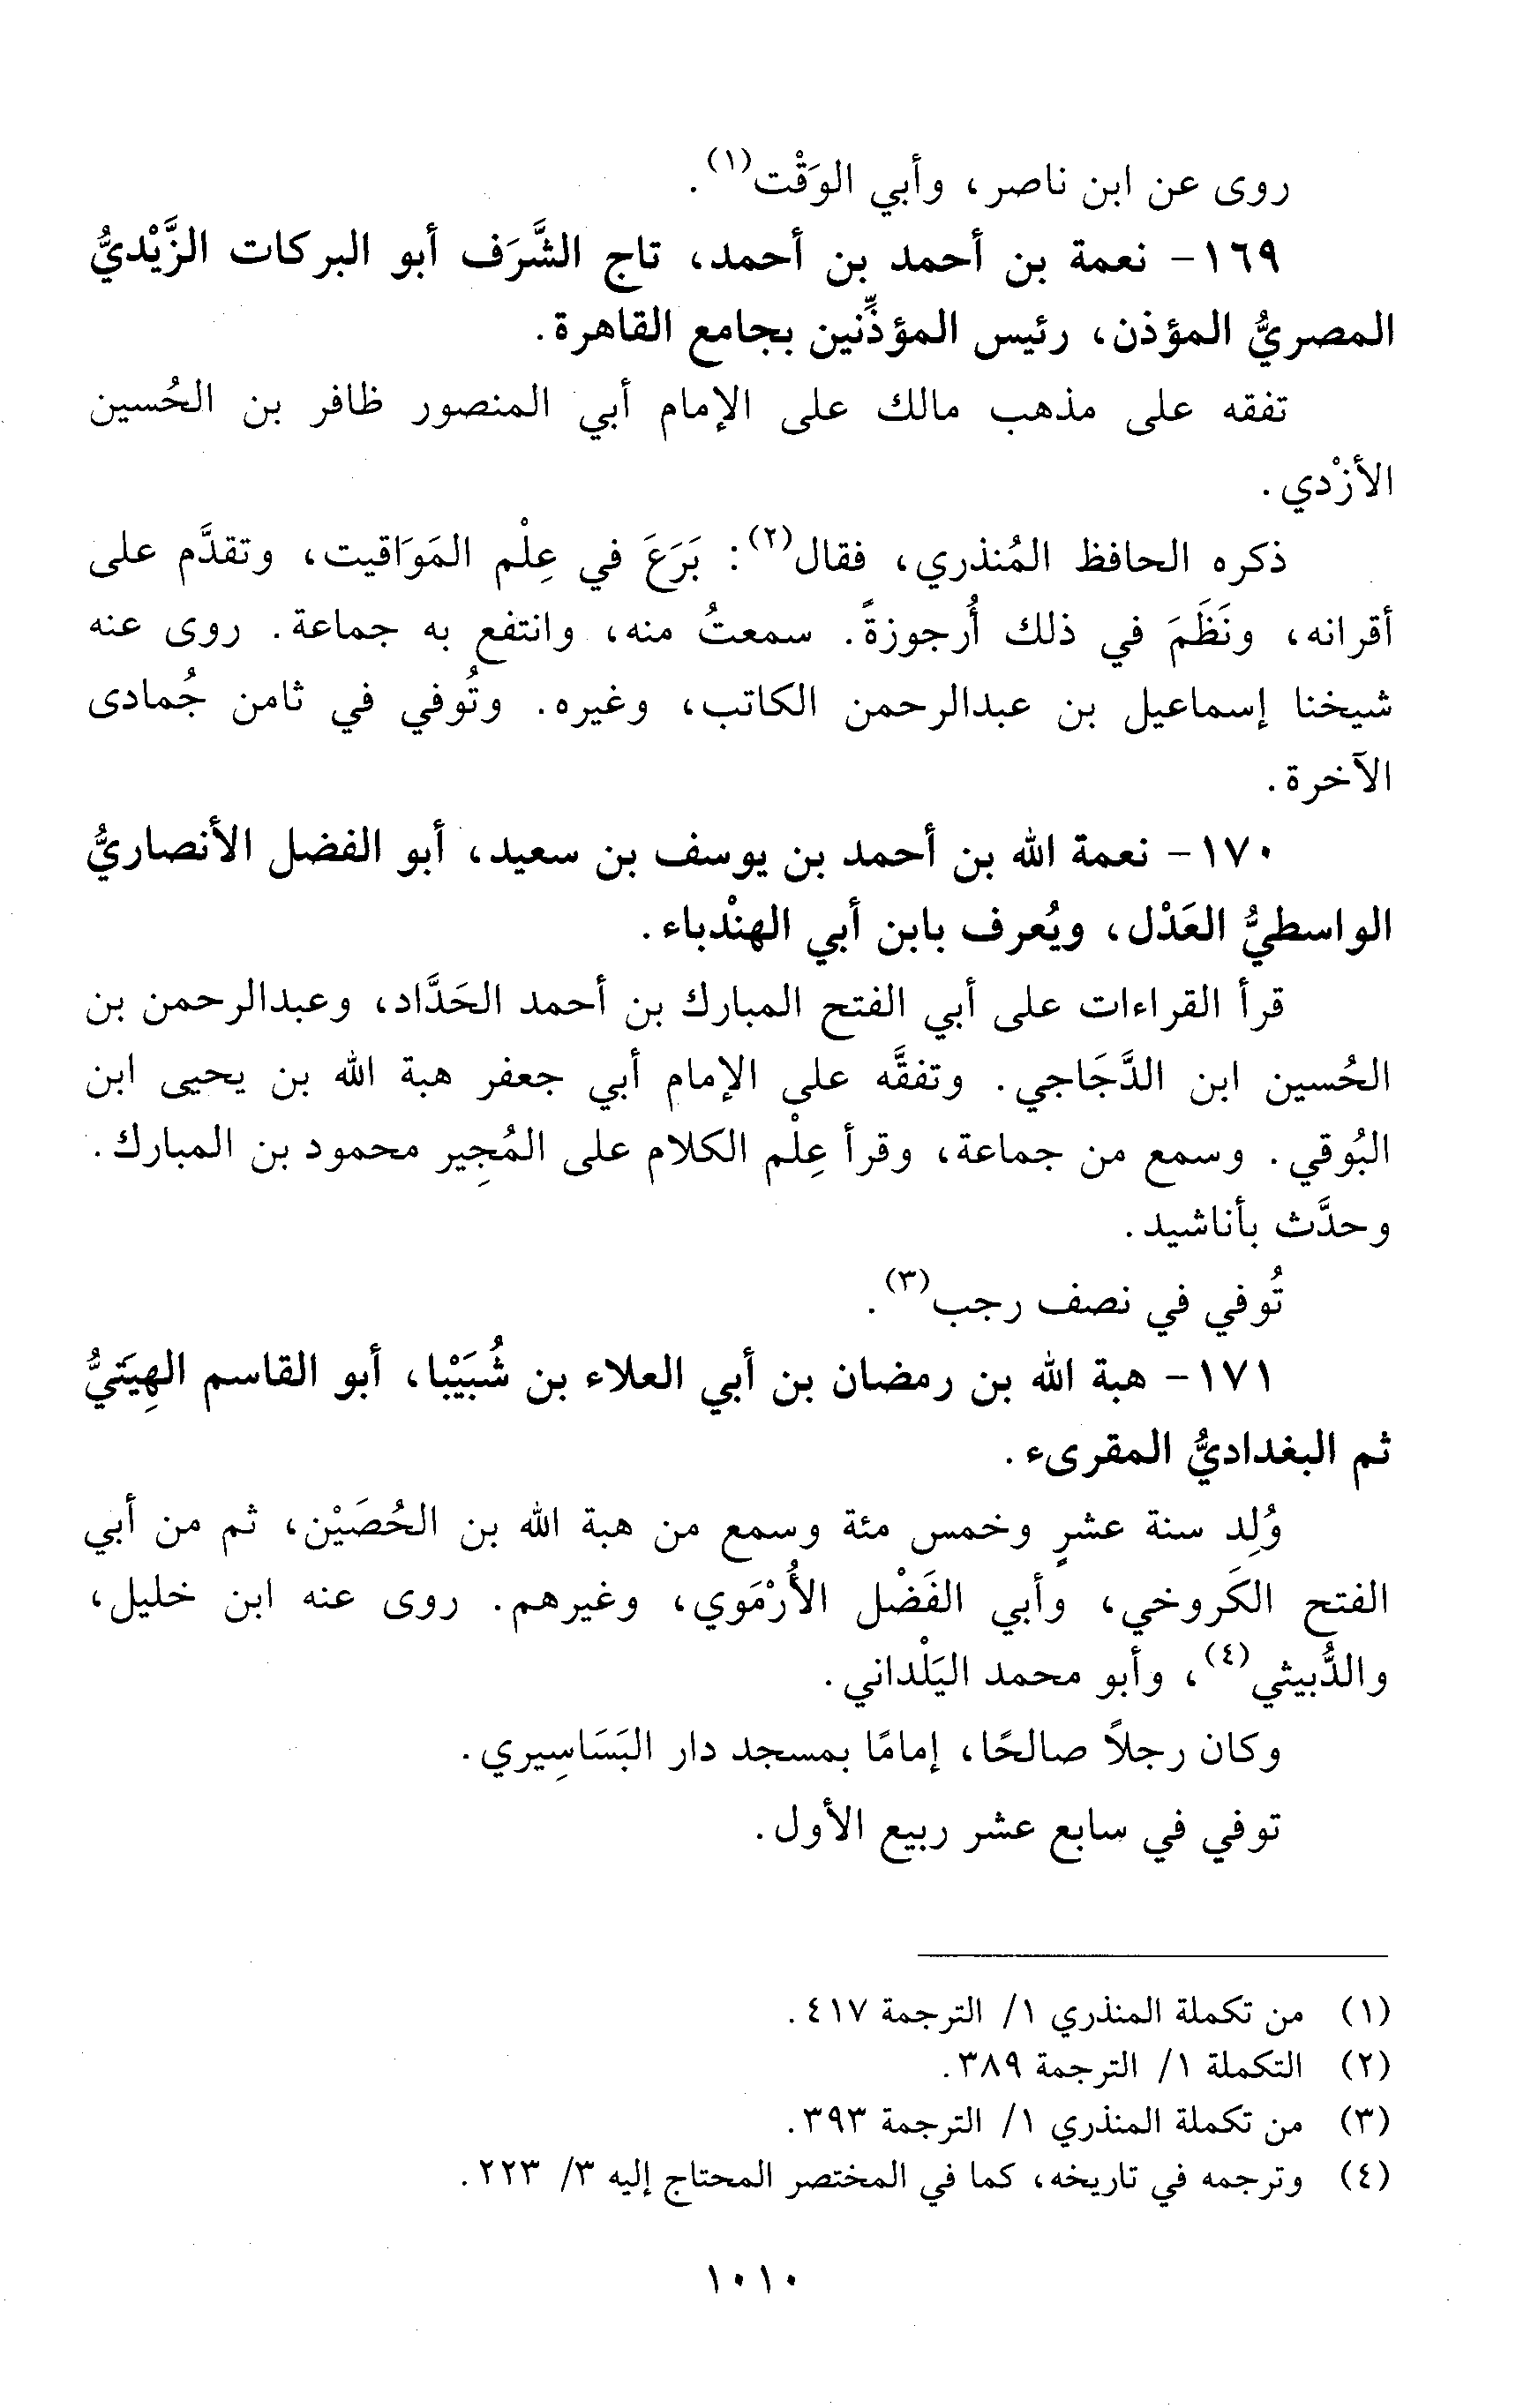 روى عن ابن ناصر، وأبي الوَقْت(١).
١٦٩- نعمة بن أحمد بن أحمد، تاج الشَّرَف أبو البركات الزَّيْديُّ
المصريُّ المؤذن، رئيس المؤذِّنين بجامع القاهرة.
تفقه على مذهب مالك على الإمام أبي المنصور ظافر بن الحُسين
الأزْدي.
ذكره الحافظ المُنذري، فقال(٢): بَرَعَ في عِلْم المَوَاقيت، وتقدَّم على
أقرانه، ونَظَمَ في ذلك أُرجوزةً. سمعتُ منه، وانتفع به جماعة. روى عنه
شيخنا إسماعيل بن عبدالرحمن الكاتب، وغيره. وتُوفي في ثامن جُمادى
الآخرة.
١٧٠- نعمة الله بن أحمد بن يوسف بن سعيد، أبو الفضل الأنصاريُّ
الواسطيُّ العَدْل، ويُعرف بابن أبي الهنْدباء.
قرأ القراءات على أبي الفتح المبارك بن أحمد الحَدَّاد، وعبدالرحمن بن
الحُسين ابن الدَّجَاجي. وتفقَّه على الإمام أبي جعفر هبة الله بن يحيى ابن
البُوقي. وسمع من جماعة، وقرأ عِلْم الكلام على المُجِير محمود بن المبارك.
وحدَّث بأناشيد.
تُوفي في نصف رجب(٣).
١٧١- هبة الله بن رمضان بن أبي العلاء بن شُبَيْبا، أبو القاسم الهِيَتيُّ
ثم البغداديُّ المقرىء.
وُلِد سنة عشرٍ وخمس مئة وسمع من هبة الله بن الحُصَيْن، ثم من أبي
الفتح الكَروخي، وأبي الفَضْل الأُرْمَوي، وغيرهم. روى عنه ابن خليل،
والدُّبيثي(٤)، وأبو محمد اليَلْداني.
وكان رجلاً صالحًا، إمامًا بمسجد دار البَسَاسِيري.
توفي في سابع عشر ربيع الأول.
(١) من تكملة المنذري ١/ الترجمة ٤١٧.
(٢) التكملة ١/ الترجمة ٣٨٩.
(٣) من تكملة المنذري ١/ الترجمة ٣٩٣.
(٤) وترجمه في تاريخه، كما في المختصر المحتاج إليه ٣/ ٢٢٣.
١٠١٠